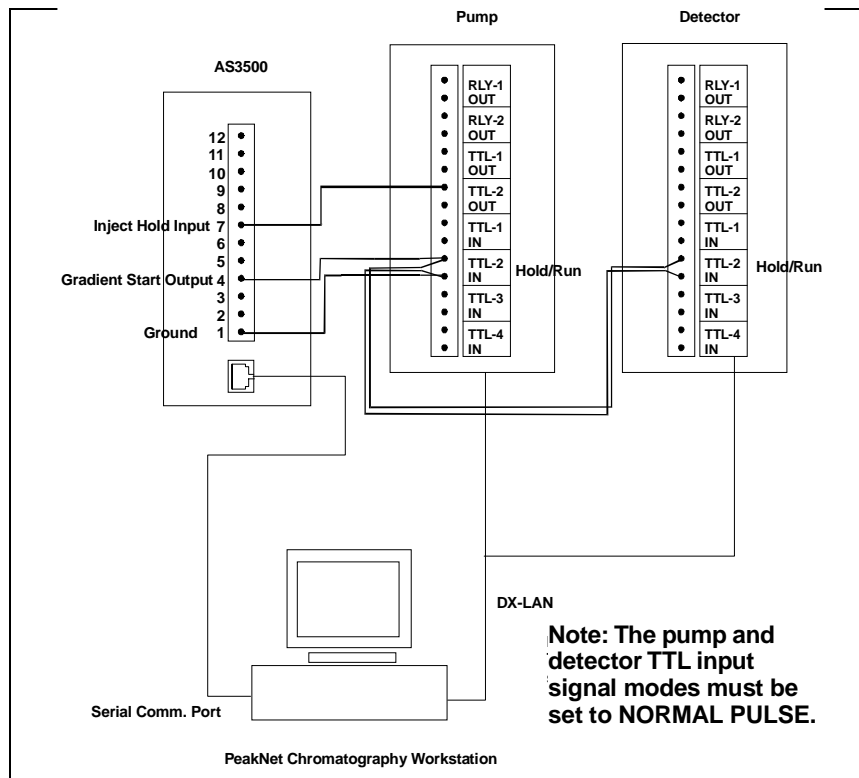 Pump
Detector
AS3500
12
11
10
9
8
7
6
5
4
3
2
1
Inject Hold Input
Gradient Start Output
Ground
RLY-1
OUT
RLY-2
OUT
TTL-1
OUT
TTL-2
OUT
TTL-1
IN
TTL-2
IN
TTL-3
IN
TTL-4
IN
Hold/Run
RLY-1
OUT
RLY-2
OUT
TTL-1
OUT
TTL-2
OUT
TTL-1
IN
TTL-2
IN
TTL-3
IN
TTL-4
IN
Hold/Run
DX-LAN
Note: The pump and
detector TTL input
signal modes must be
set to NORMAL PULSE.
Serial Comm. Port
PeakNet Chromatography Workstation